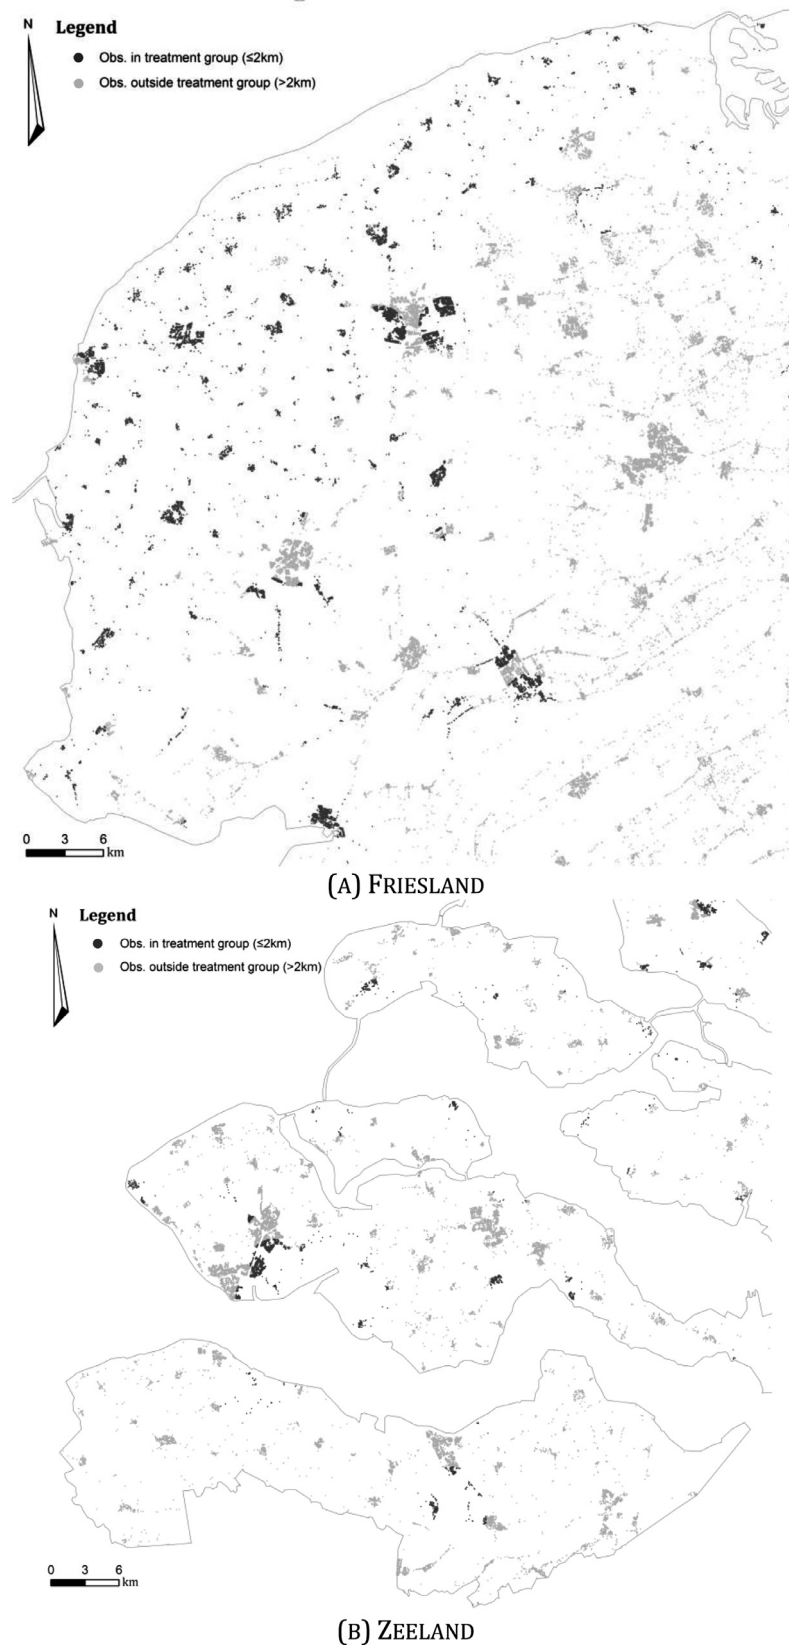 N
Legend
Obs. in treatment group (≤2km)
Obs. outside treatment group (>2km)
0 3 6
km
(A) FRIESLAND
N
Legend
Obs. in treatment group (≤2km)
Obs. outside treatment group (>2km)
0 3 6
km
(B) ZEELAND